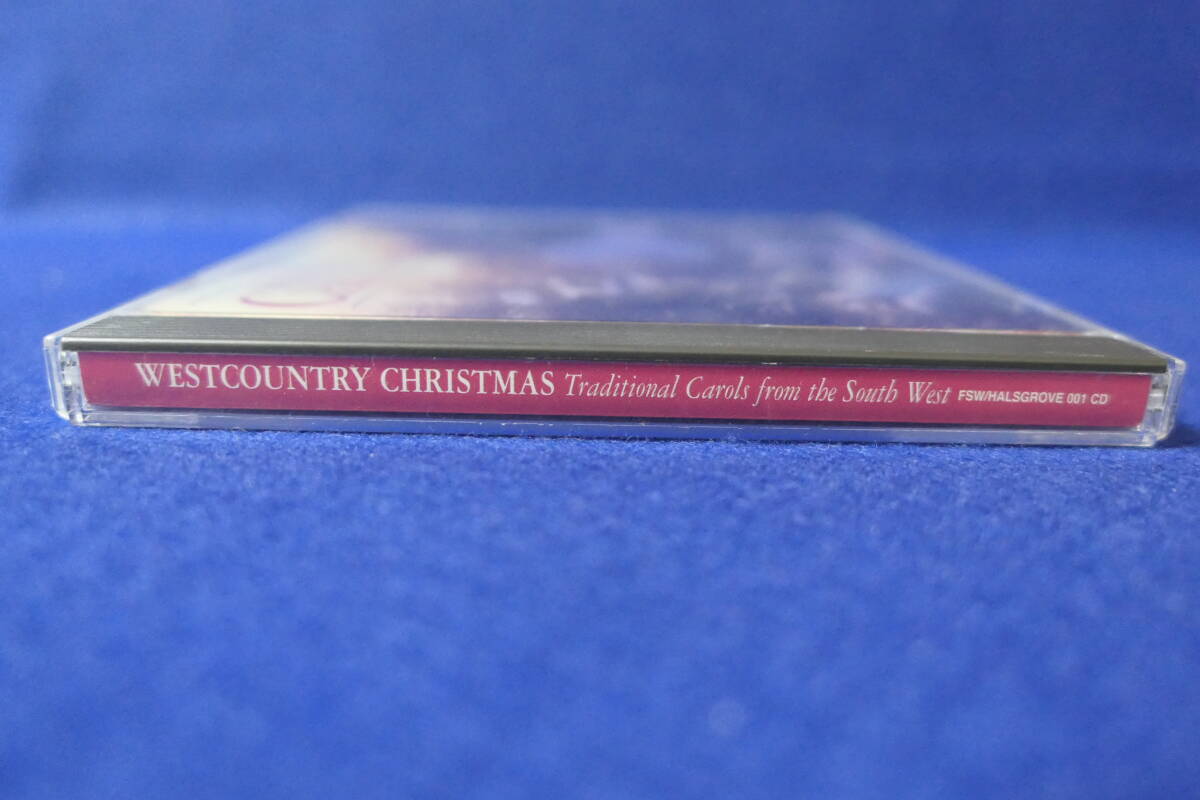 WESTCOUNTRY CHRISTMAS Traditional Carols from the South West FSW/HALSGROVE 001 CD